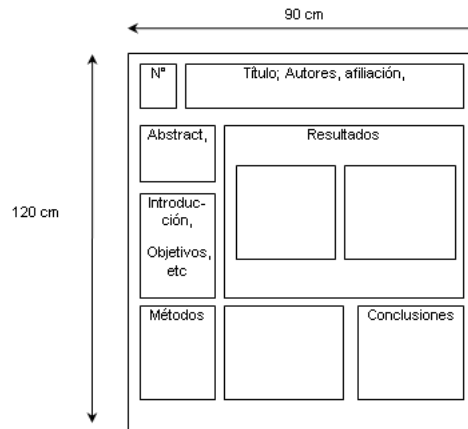 90 cm
N°
Título; Autores, afiliación,
Abstract,
Resultados
120 cm
Introduc-
ción,
Objetivos,
etc
Métodos
Conclusiones